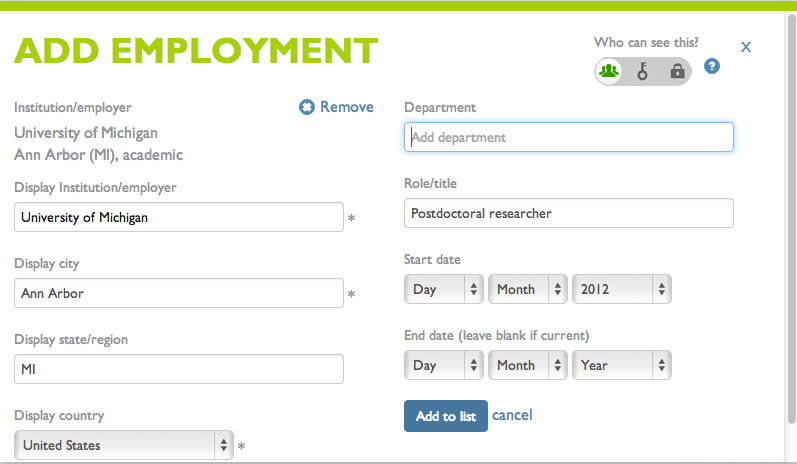 ADD EMPLOYMENT
Who can see this?
X
?
Institution/employer
Remove
University of Michigan
Ann Arbor (MI), academic
Display Institution/employer
University of Michigan *
Display city
Ann Arbor *
Display state/region
MI
Display country
United States *
Department
Add department
Role/title
Postdoctoral researcher
Start date
Day Month 2012
End date (leave blank if current)
Day Month Year
Add to list cancel